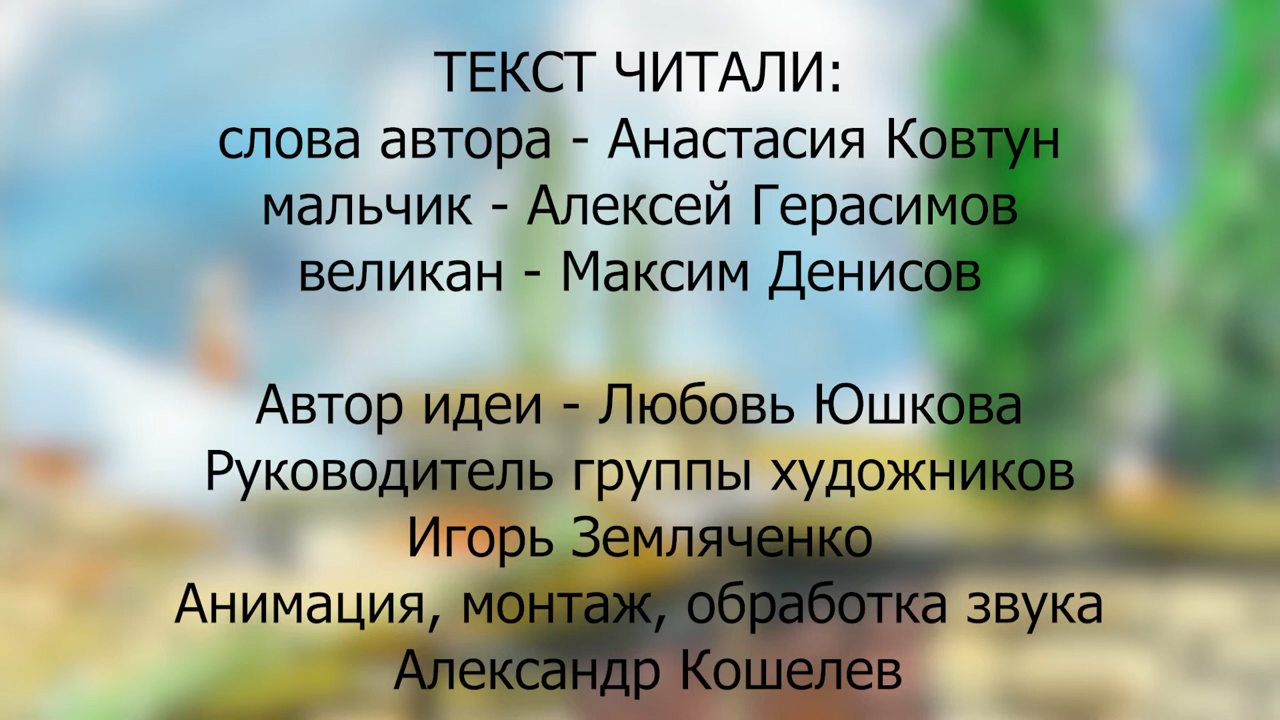 ТЕКСТ ЧИТАЛИ:
слова автора - Анастасия Ковтун
мальчик - Алексей Герасимов
великан - Максим Денисов
Автор идеи - Любовь Юшкова
Руководитель группы художников
Игорь Земляченко
Анимация, монтаж, обработка звука
Александр Кошелев